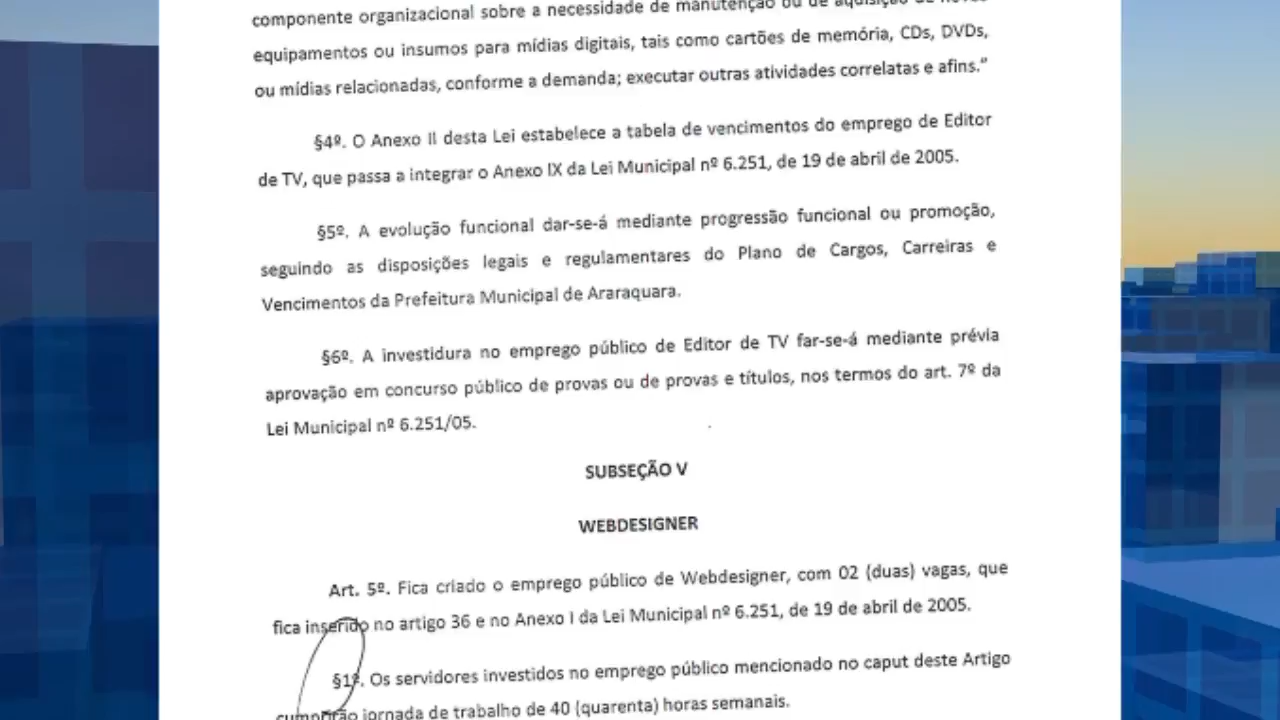 componente organizacional sobre a necessidade de manutenção ou de aquisição de novos
equipamentos ou insumos para mídias digitais, tais como cartões de memória, CDs, DVDs,
ou mídias relacionadas, conforme a demanda; executar outras atividades correlatas e afins.”
§4º. O Anexo II desta Lei estabelece a tabela de vencimentos do emprego de Editor
de TV, que passa a integrar o Anexo IX da Lei Municipal nº 6.251, de 19 de abril de 2005.
§5º. A evolução funcional dar-se-á mediante progressão funcional ou promoção,
seguindo as disposições legais e regulamentares do Plano de Cargos, Carreiras e
Vencimentos da Prefeitura Municipal de Araraquara.
§6º. A investidura no emprego público de Editor de TV far-se-á mediante prévia
aprovação em concurso público de provas ou de provas e títulos, nos termos do art. 7º da
Lei Municipal nº 6.251/05.
SUBSEÇÃO V
WEBDESIGNER
Art. 5º. Fica criado o emprego público de Webdesigner, com 02 (duas) vagas, que
fica inserido no artigo 36 e no Anexo I da Lei Municipal nº 6.251, de 19 de abril de 2005.
§1º. Os servidores investidos no emprego público mencionado no caput deste Artigo
cumprirão jornada de trabalho de 40 (quarenta) horas semanais.